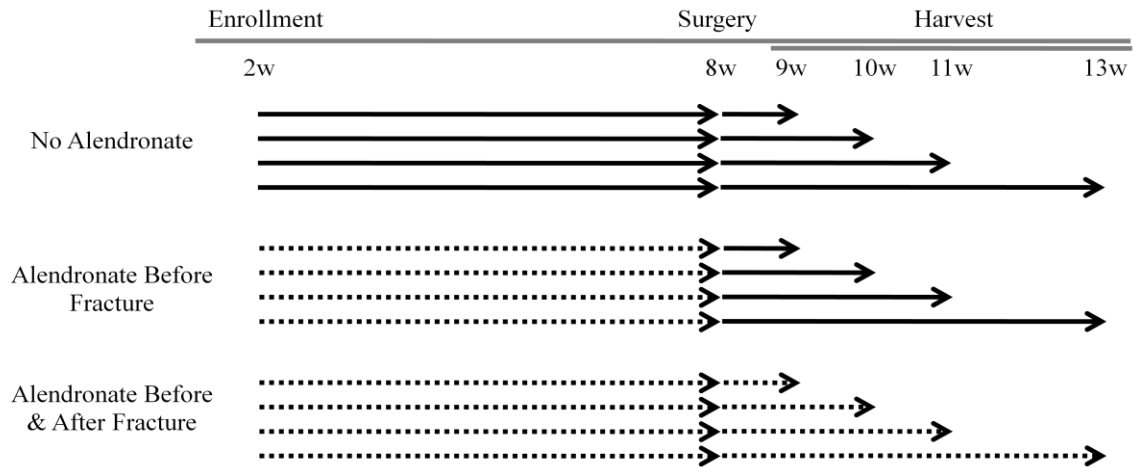 Enrollment Surgery Harvest
2w 8w 9w 10w 11w 13w
No Alendronate
Alendronate Before
Fracture
Alendronate Before
& After Fracture